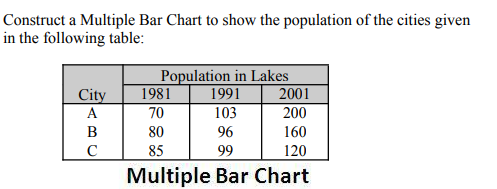 Construct a Multiple Bar Chart to show the population of the cities given
in the following table:
Population in Lakes
City 1981 1991 2001
A 70 103 200
B 80 96 160
C 85 99 120
Multiple Bar Chart